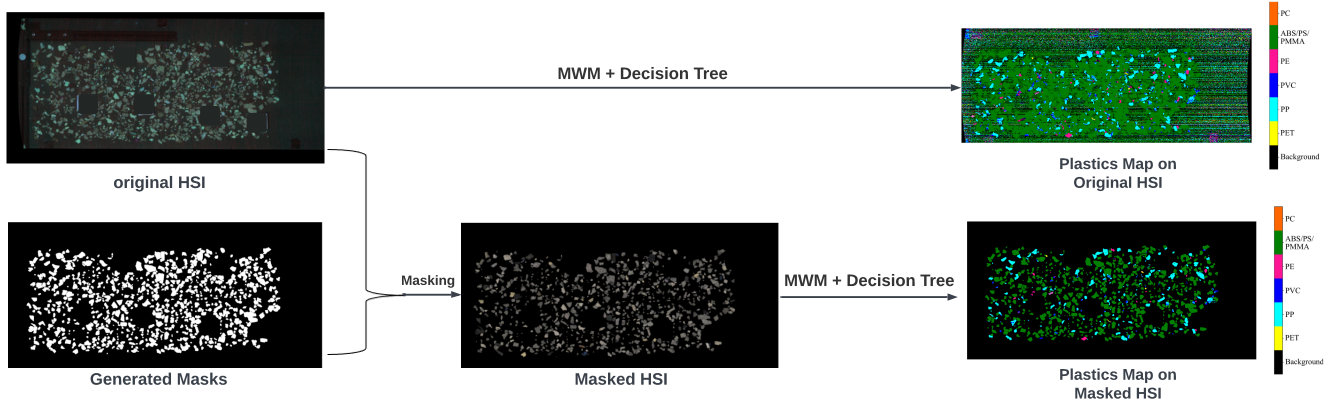 MWM + Decision Tree
original HSI
Plastics Map on
Original HSI
PC
ABS/PS/
PMMA
PE
PVC
PP
PET
Background
Generated Masks
Masking
Masked HSI
MWM + Decision Tree
Plastics Map on
Masked HSI
PC
ABS/PS/
PMMA
PE
PVC
PP
PET
Background